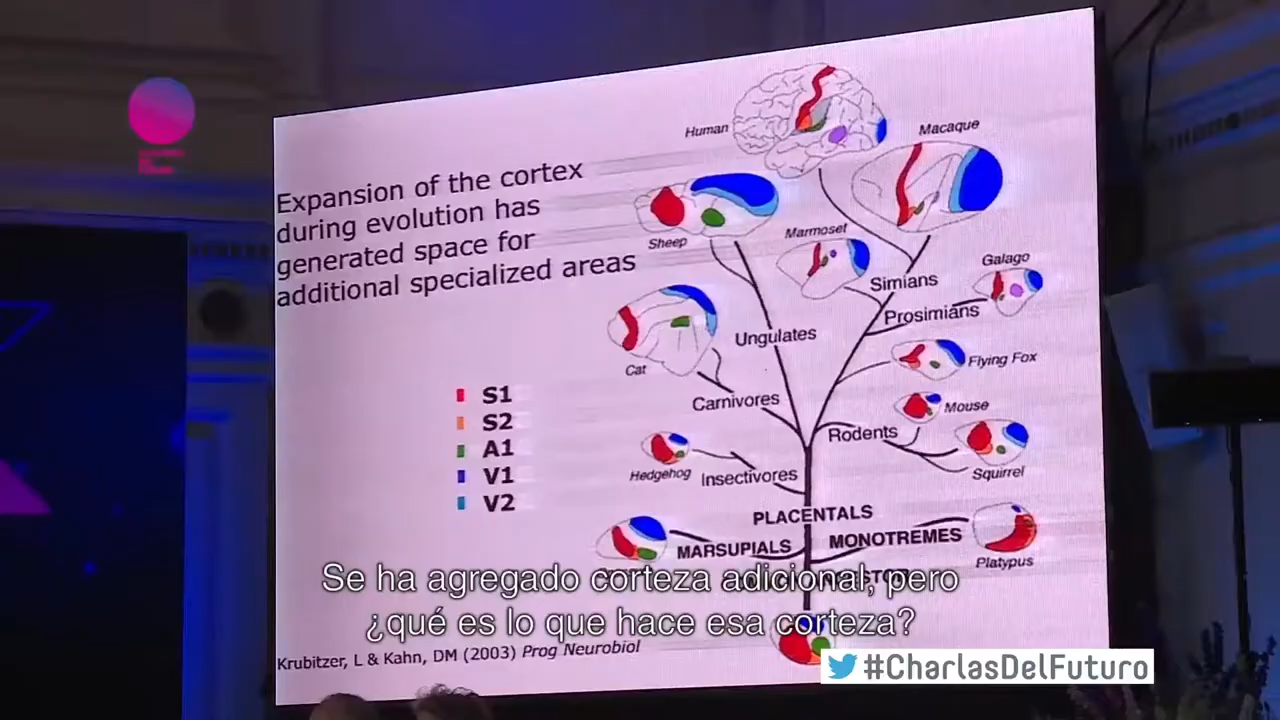 Expansion of the cortex
during evolution has
generated space for
additional specialized areas
S1
S2
A1
V1
V2
Human
Macaque
Sheep
Marmoset
Simians
Galago
Prosimians
Ungulates
Cat
Flying Fox
Carnivores
Mouse
Rodents
Squirrel
Hedgehog
Insectivores
PLACENTALS
MARSUPIALS
MONOTREMES
Platypus
Se ha agregado corteza adicional, pero
¿qué es lo que hace esa corteza?
Krubitzer, L & Kahn, DM (2003) Prog Neurobiol
#CharlasDelFuturo